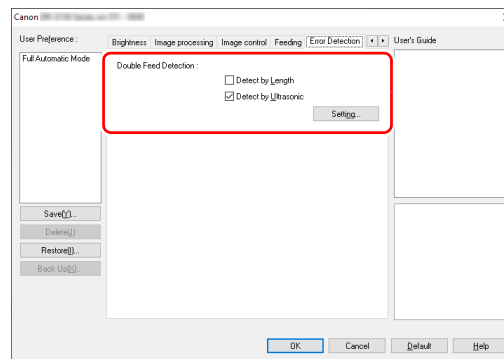 Canon
User Preference :
Full Automatic Mode
Save(Y)...
Delete(J)
Restore(I)...
Back Up(X)...
Brightness Image processing Image control Feeding Error Detection
Double Feed Detection :
Detect by Length
Detect by Ultrasonic
Setting...
User's Guide
OK Cancel Default Help